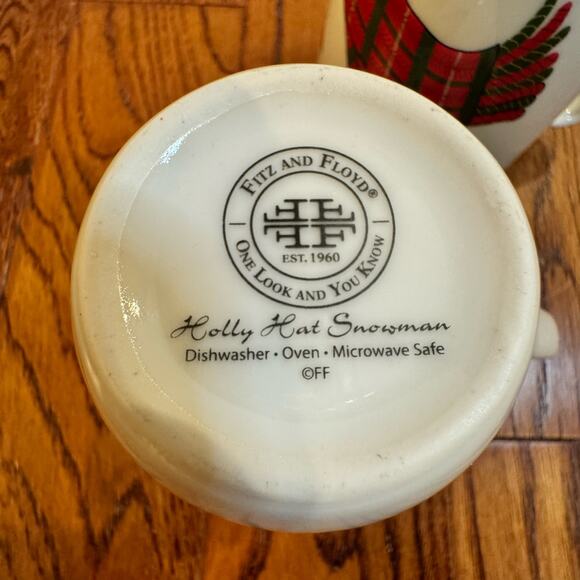 FITZ AND FLOYD®
EST. 1960
ONE LOOK AND YOU KNOW
Holly Hat Snowman
Dishwasher • Oven • Microwave Safe
©FF